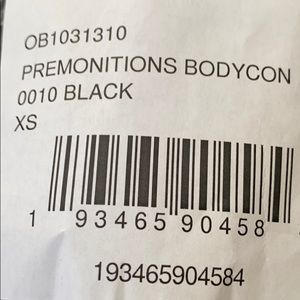 OB1031310
PREMONITIONS BODYCON
0010 BLACK
XS
1 93465 90458
193465904584